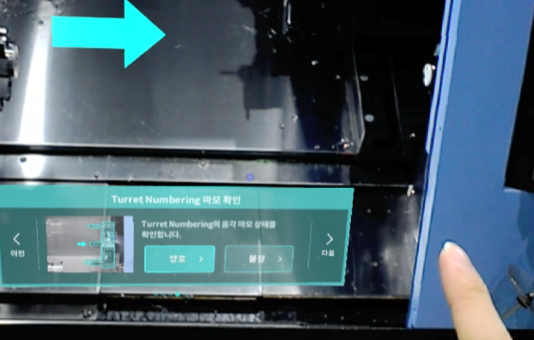 Turret Numbering 마모 확인
Turret Numbering의 음각 마모 상태를
확인합니다.
이전
양호
불량
다음